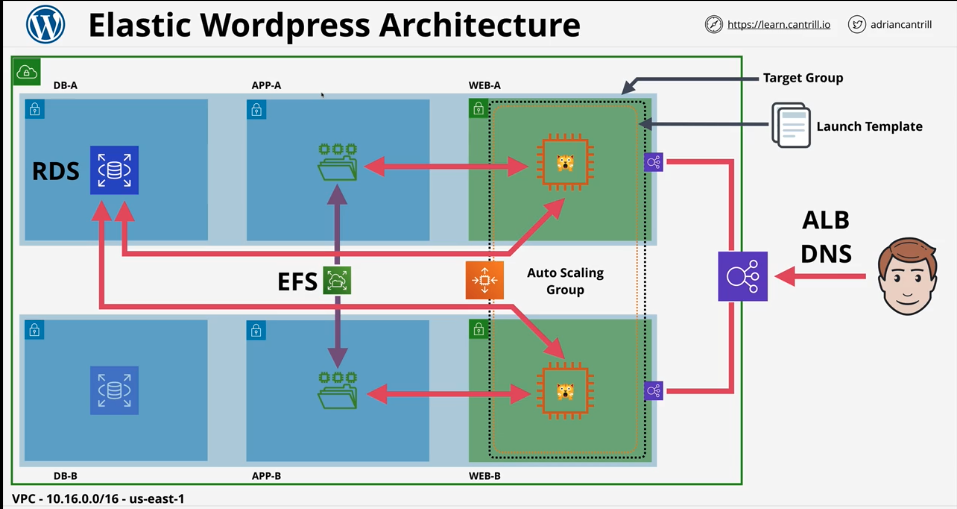 Elastic Wordpress Architecture
https://learn.cantrill.io
adriancantrill
DB-A
APP-A
WEB-A
Target Group
Launch Template
RDS
ALB
DNS
EFS
Auto Scaling
Group
DB-B
APP-B
WEB-B
VPC - 10.16.0.0/16 - us-east-1